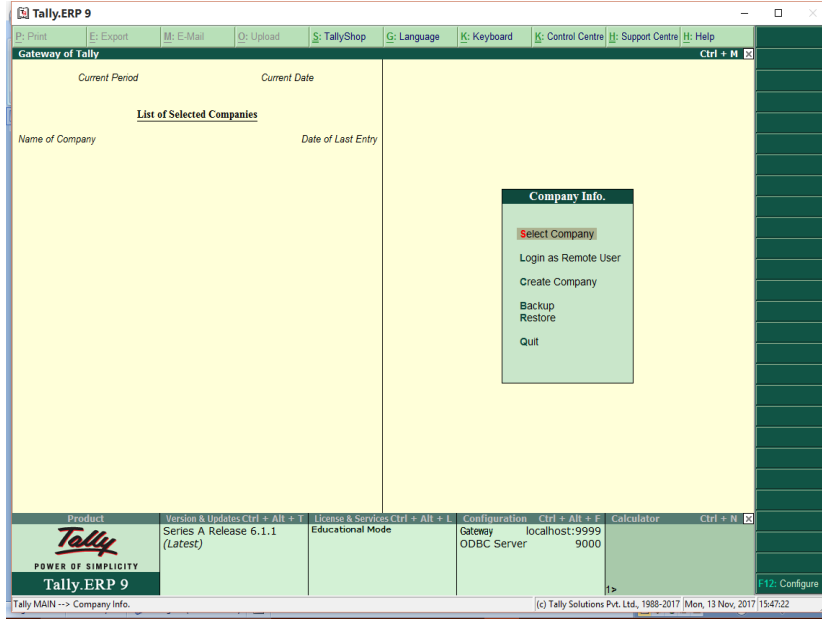 Tally.ERP 9
P: Print E: Export M: E-Mail O: Upload S: TallyShop G: Language K: Keyboard K: Control Centre H: Support Centre H: Help
Gateway of Tally Ctrl + M
Current Period Current Date
List of Selected Companies
Name of Company Date of Last Entry
Company Info.
Select Company
Login as Remote User
Create Company
Backup
Restore
Quit
Product Version & Updates Ctrl + Alt + T License & Services Ctrl + Alt + L Configuration Ctrl + Alt + F Calculator Ctrl + N
Tally
POWER OF SIMPLICITY
Tally.ERP 9
Series A Release 6.1.1
(Latest)
Educational Mode
Gateway localhost:9999
ODBC Server 9000
1>
F12: Configure
Tally MAIN --> Company Info. (c) Tally Solutions Pvt. Ltd., 1988-2017 Mon, 13 Nov, 2017 15:47:22